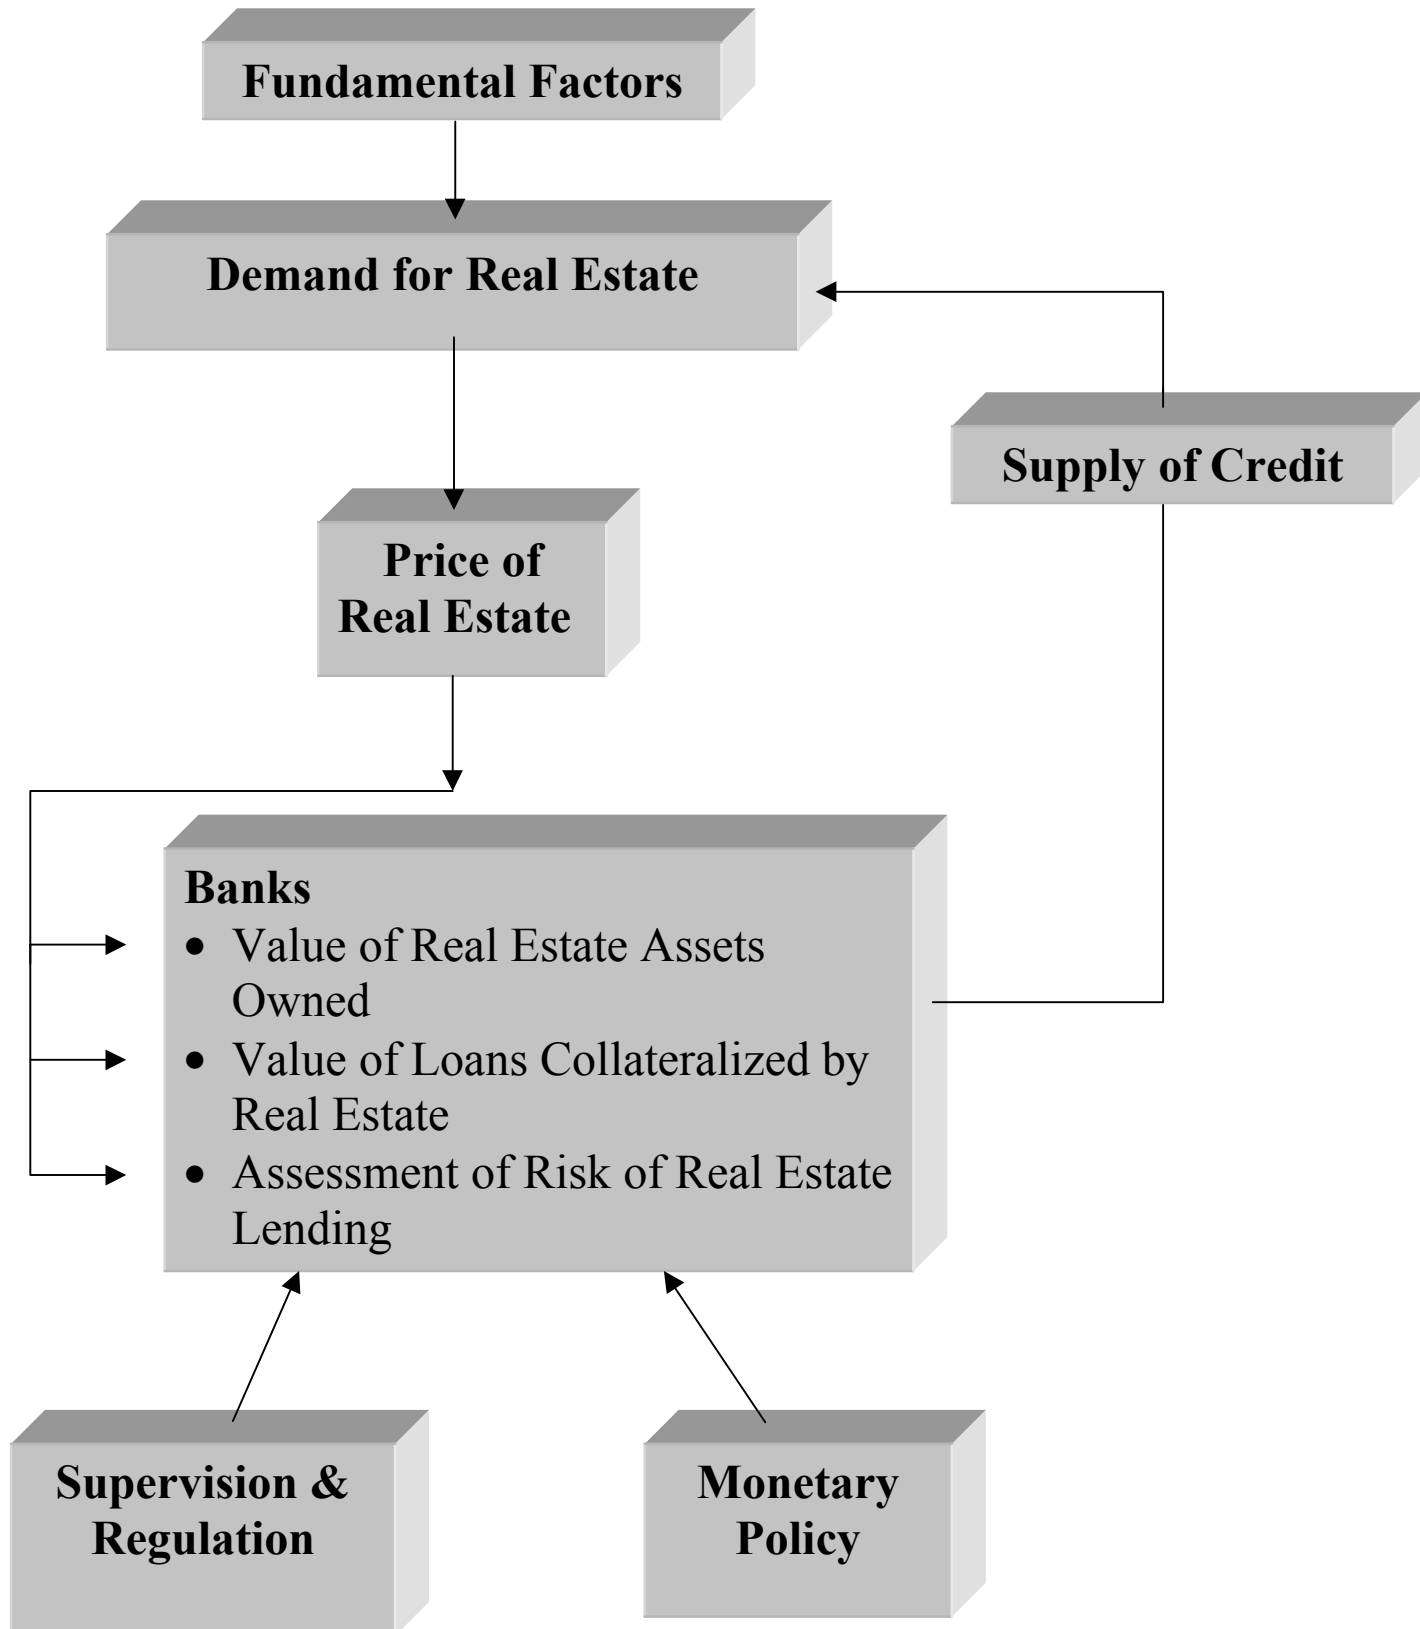 Fundamental Factors
Demand for Real Estate
Supply of Credit
Price of
Real Estate
Banks
• Value of Real Estate Assets
Owned
• Value of Loans Collateralized by
Real Estate
• Assessment of Risk of Real Estate
Lending
Supervision &
Regulation
Monetary
Policy